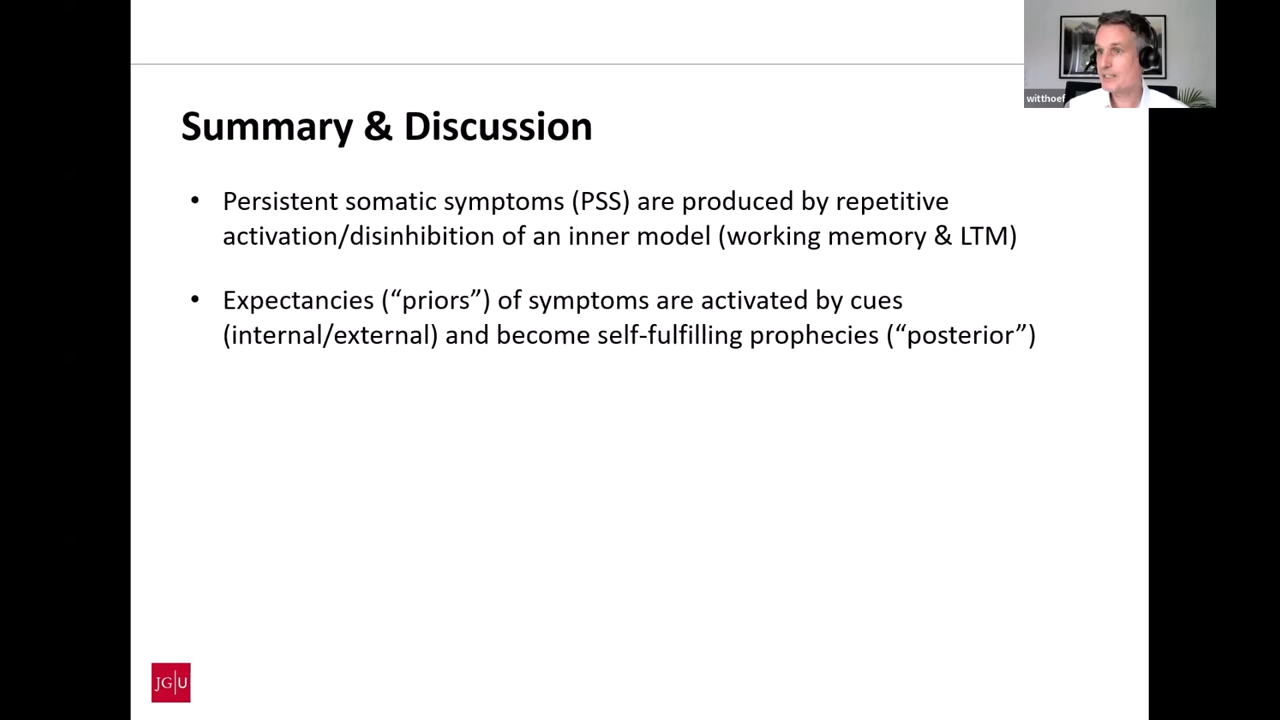 witthoef
Summary & Discussion
• Persistent somatic symptoms (PSS) are produced by repetitive
activation/disinhibition of an inner model (working memory & LTM)
• Expectancies (“priors”) of symptoms are activated by cues
(internal/external) and become self-fulfilling prophecies (“posterior”)
JG|U